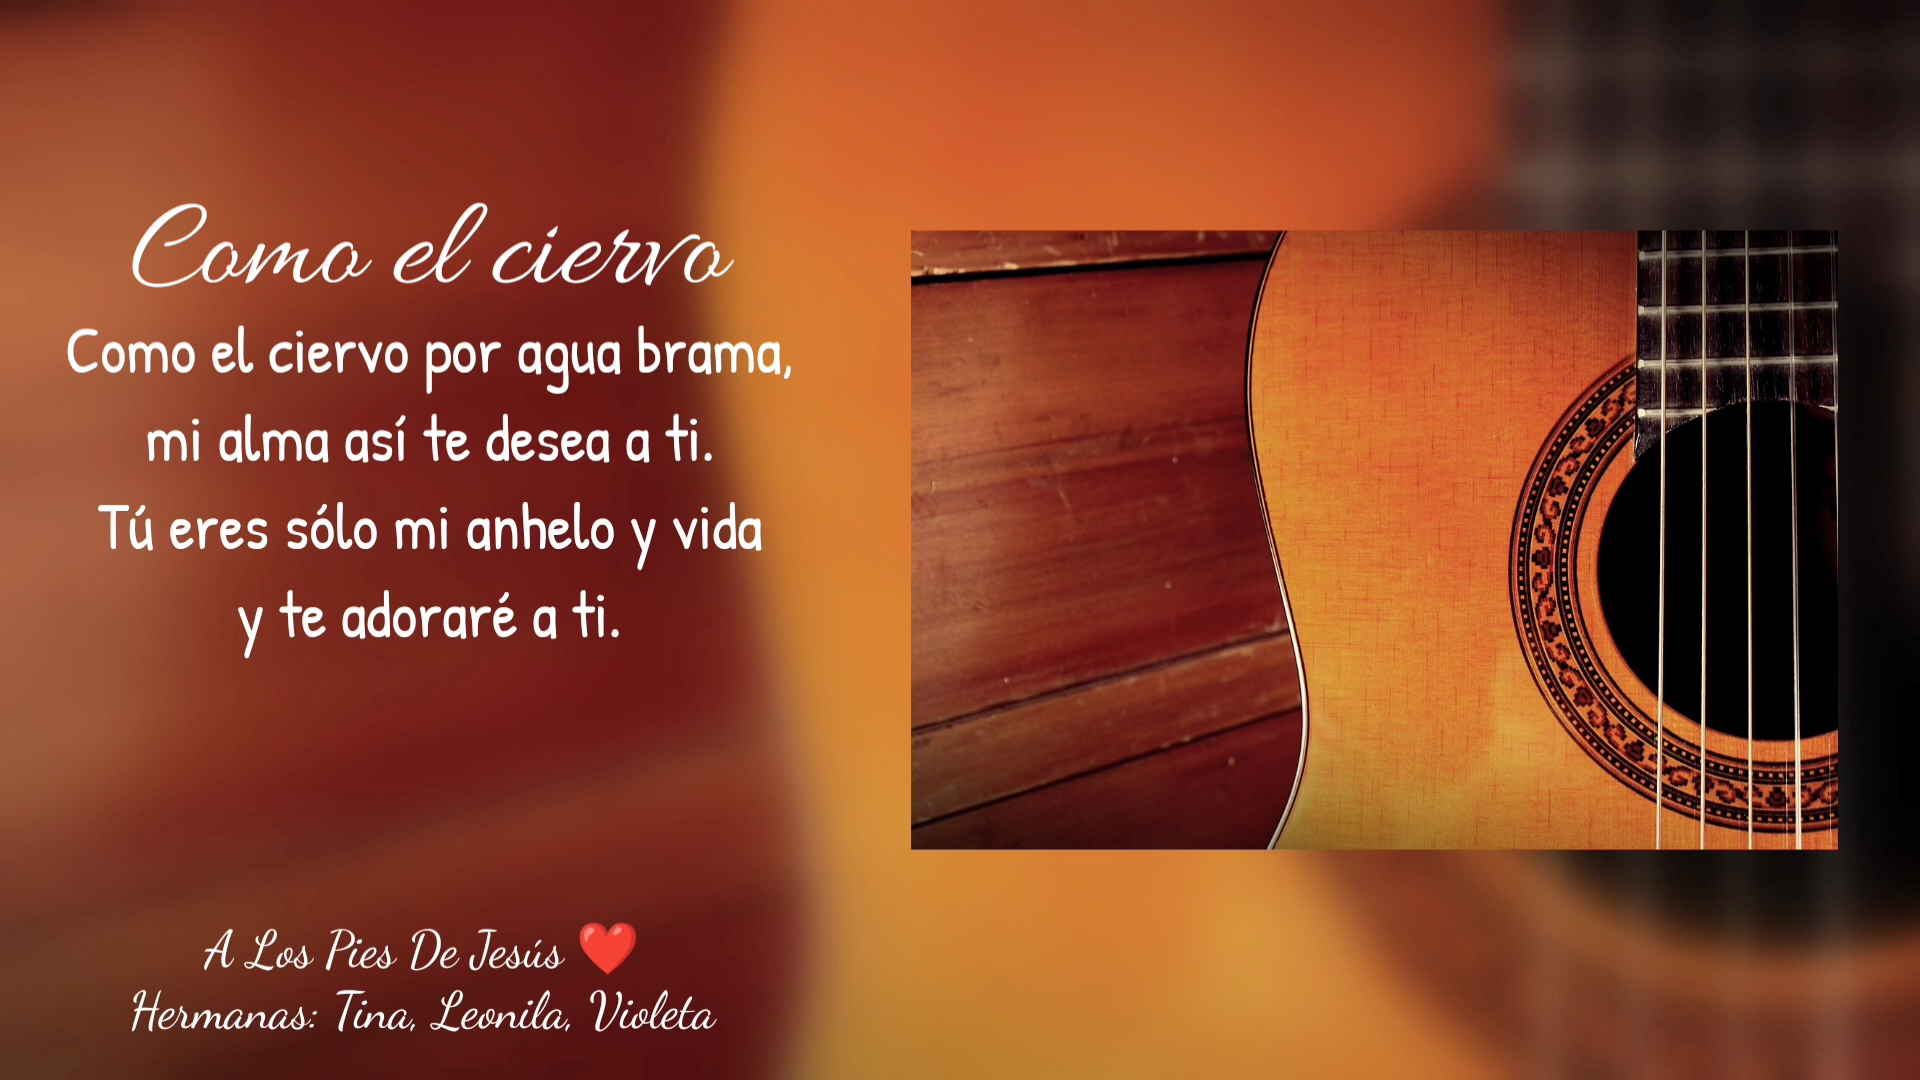 Como el ciervo
Como el ciervo por agua brama,
mi alma así te desea a ti.
Tú eres sólo mi anhelo y vida
y te adoraré a ti.
A Los Pies De Jesús ❤️
Hermanas: Tina, Leonila, Violeta